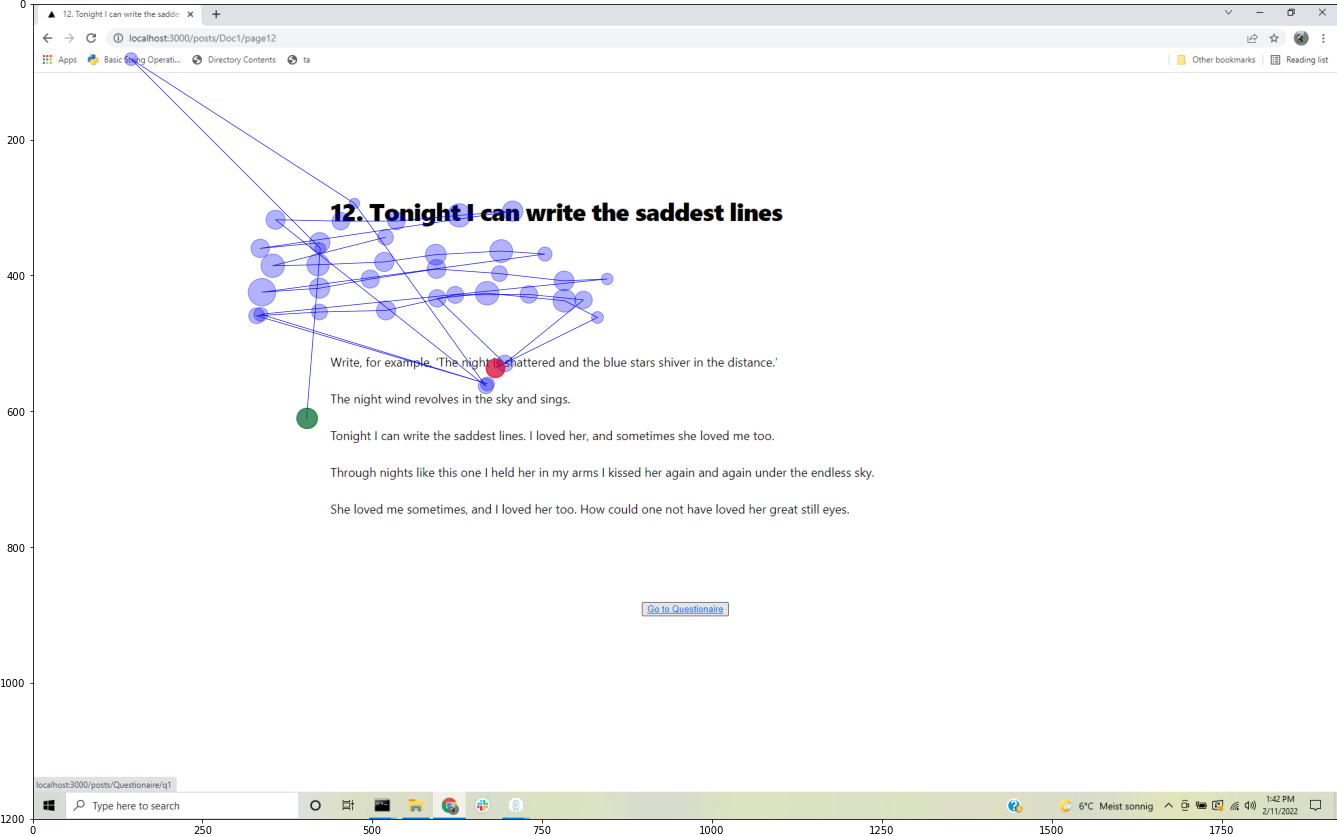 0
200
400
600
800
1000
1200
12. Tonight I can write the saddes
localhost:3000/posts/Doc1/page12
Apps Basic String Operati... Directory Contents ta Other bookmarks Reading list
12. Tonight I can write the saddest lines
Write, for example, 'The night is shattered and the blue stars shiver in the distance.'
The night wind revolves in the sky and sings.
Tonight I can write the saddest lines. I loved her, and sometimes she loved me too.
Through nights like this one I held her in my arms I kissed her again and again under the endless sky.
She loved me sometimes, and I loved her too. How could one not have loved her great still eyes.
Go to Questionaire
localhost:3000/posts/Questionaire/q1
Type here to search 6°C Meist sonnig 1:42 PM
2/11/2022
0 250 500 750 1000 1250 1500 1750